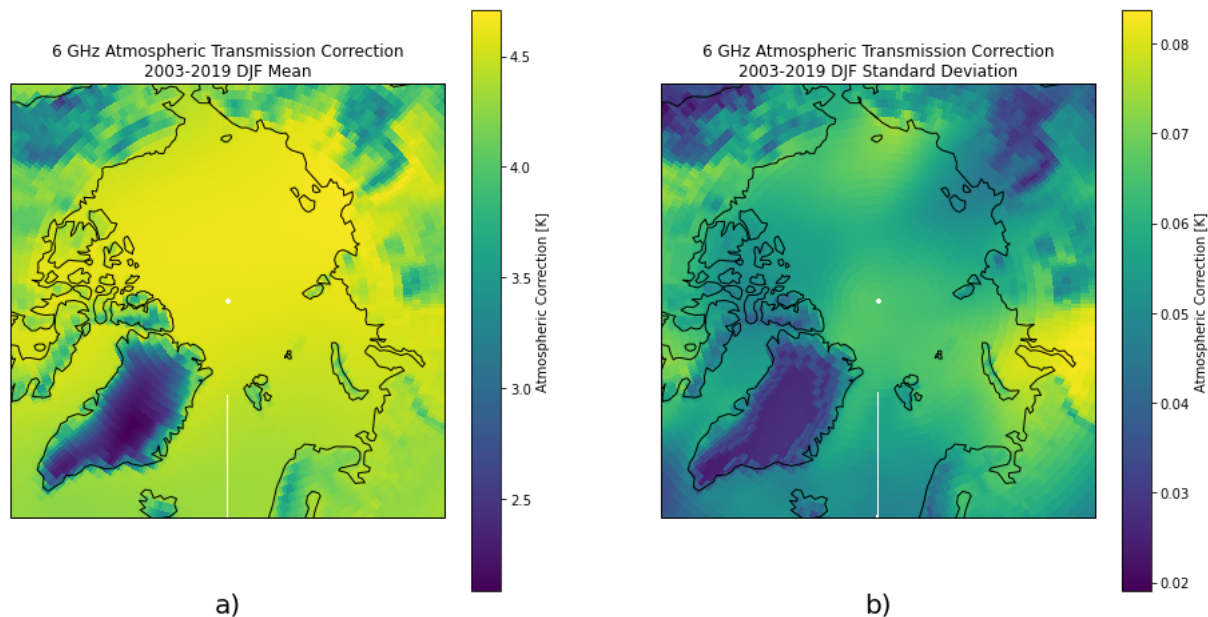 6 GHz Atmospheric Transmission Correction
2003-2019 DJF Mean
4.5
4.0
3.5
3.0
2.5
Atmospheric Correction [K]
a)
6 GHz Atmospheric Transmission Correction
2003-2019 DJF Standard Deviation
0.08
0.07
0.06
0.05
0.04
0.03
0.02
Atmospheric Correction [K]
b)